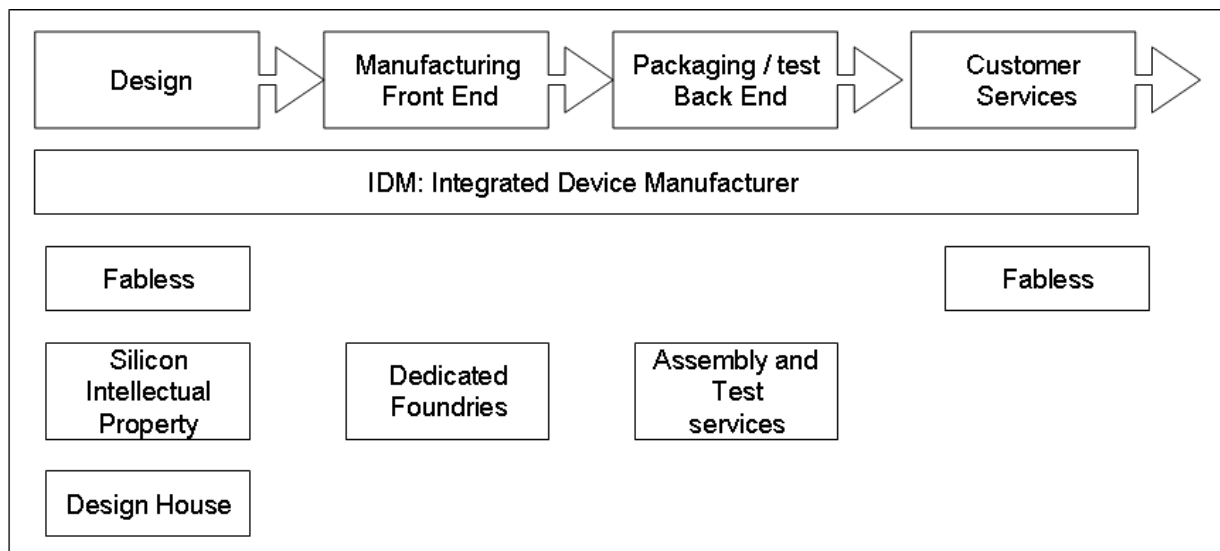 Design
Manufacturing
Front End
Packaging / test
Back End
Customer
Services
IDM: Integrated Device Manufacturer
Fabless
Fabless
Silicon
Intellectual
Property
Dedicated
Foundries
Assembly and
Test
services
Design House